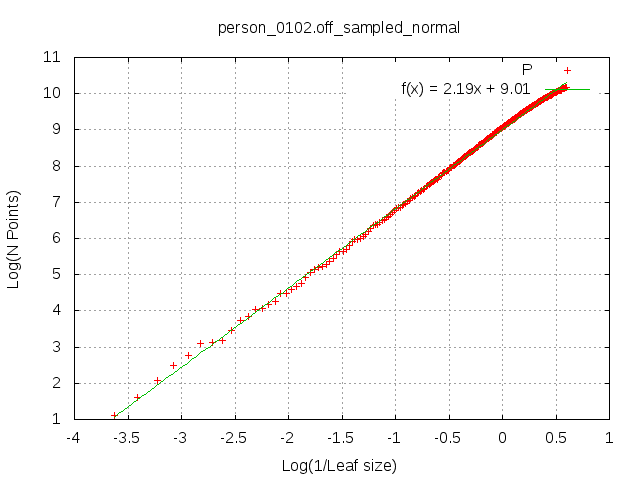 person_0102.off_sampled_normal
11
10
9
8
7
6
5
4
3
2
1
Log(N Points)
P
f(x) = 2.19x + 9.01
-4 -3.5 -3 -2.5 -2 -1.5 -1 -0.5 0 0.5 1
Log(1/Leaf size)